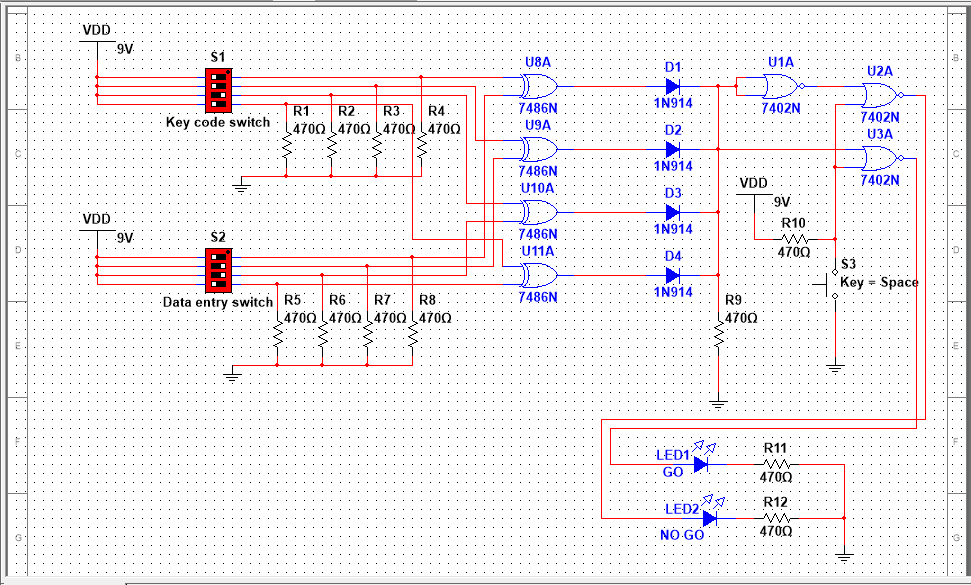 VDD
9V
S1
Key code switch
R1
470Ω
R2
470Ω
R3
470Ω
R4
470Ω
VDD
9V
S2
Data entry switch
R5
470Ω
R6
470Ω
R7
470Ω
R8
470Ω
U8A
7486N
U9A
7486N
U10A
7486N
U11A
7486N
D1
1N914
D2
1N914
D3
1N914
D4
1N914
R9
470Ω
U1A
7402N
U2A
7402N
U3A
7402N
VDD
9V
R10
470Ω
S3
Key = Space
LED1
GO
R11
470Ω
LED2
NO GO
R12
470Ω
B
C
D
E
F
G
B
C
D
E
F
G